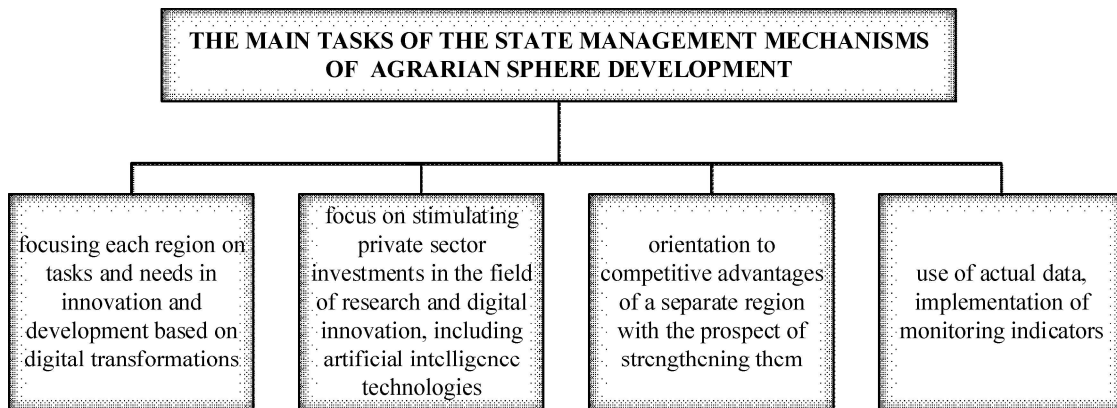 THE MAIN TASKS OF THE STATE MANAGEMENT MECHANISMS
OF AGRARIAN SPHERE DEVELOPMENT
focusing each region on
tasks and needs in
innovation and
development based on
digital transformations
focus on stimulating
private sector
investments in the field
of research and digital
innovation, including
artificial intelligence
technologies
orientation to
competitive advantages
of a separate region
with the prospect of
strengthening them
use of actual data,
implementation of
monitoring indicators